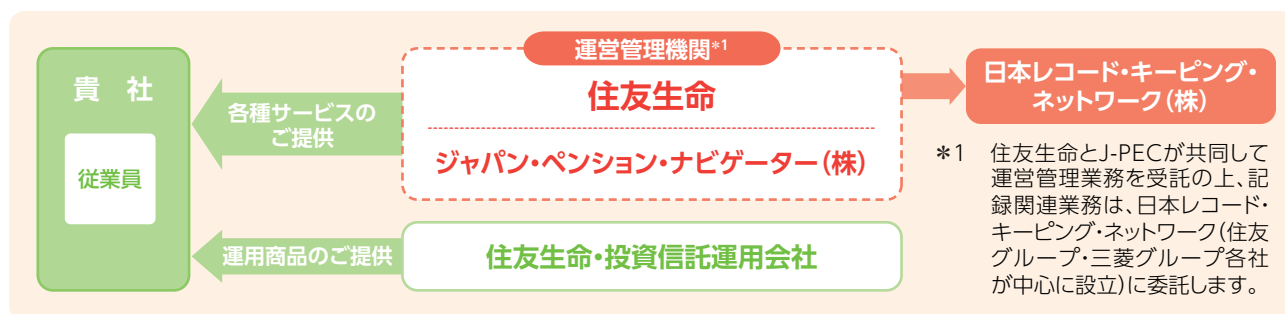 貴 社
従業員
各種サービスの
ご提供
運用商品のご提供
運営管理機関*1
住友生命
ジャパン・ペンション・ナビゲーター(株)
住友生命・投資信託運用会社
日本レコード・キーピング・
ネットワーク(株)
*1 住友生命とJ-PECが共同して
運営管理業務を受託の上、記
録関連業務は、日本レコード・
キーピング・ネットワーク(住友
グループ・三菱グループ各社
が中心に設立)に委託します。